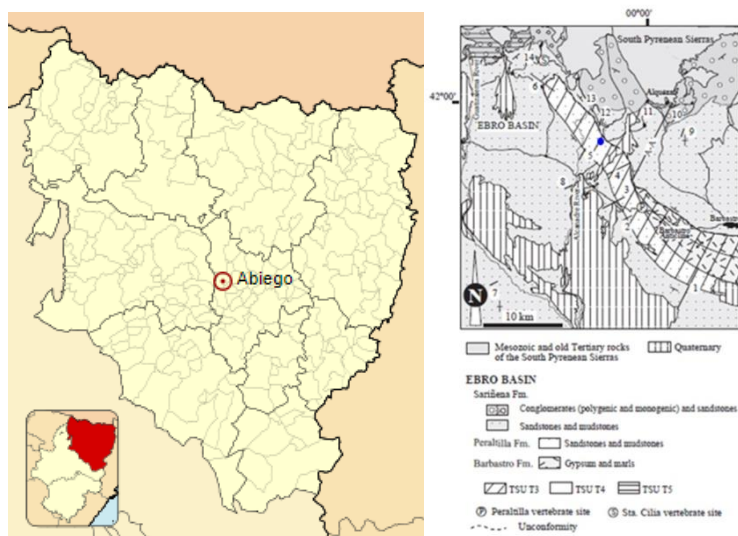 Abiego
00°00'
South Pyrenean Sierras
14
6
13
Alquezar
42°00'
12
11
10
EBRO BASIN
9
5
4
8
3
Barbastro
2
Barbastro
1
N
7
10 km
Mesozoic and old Tertiary rocks
of the South Pyrenean Sierras
Quaternary
EBRO BASIN
Sariñena Fm.
Conglomerates (polygenic and monogenic) and sandstones
Sandstones and mudstones
Peraltilla Fm.
Sandstones and mudstones
Barbastro Fm.
Gypsum and marls
TSU T3
TSU T4
TSU T5
P Peraltilla vertebrate site
S Sta. Cilia vertebrate site
Unconformity